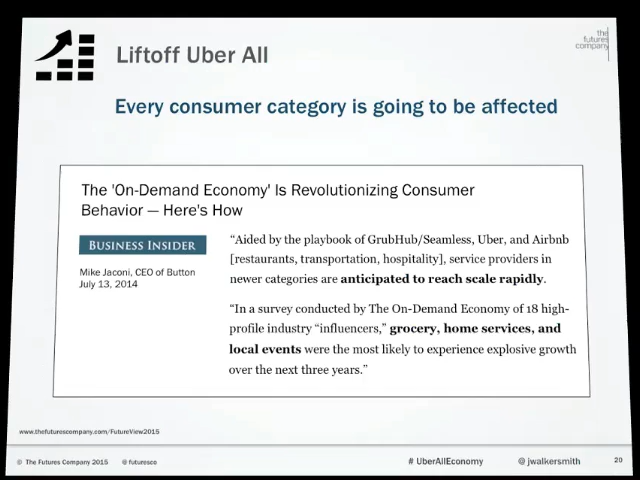 Liftoff Uber All
the
futures
company
Every consumer category is going to be affected
The 'On-Demand Economy' Is Revolutionizing Consumer
Behavior — Here's How
BUSINESS INSIDER
Mike Jaconi, CEO of Button
July 13, 2014
“Aided by the playbook of GrubHub/Seamless, Uber, and Airbnb
[restaurants, transportation, hospitality], service providers in
newer categories are anticipated to reach scale rapidly.
“In a survey conducted by The On-Demand Economy of 18 high-
profile industry “influencers,” grocery, home services, and
local events were the most likely to experience explosive growth
over the next three years.”
www.thefuturescompany.com/FutureView2015
© The Futures Company 2015 @futuresco # UberAllEconomy @jwalkersmith 20